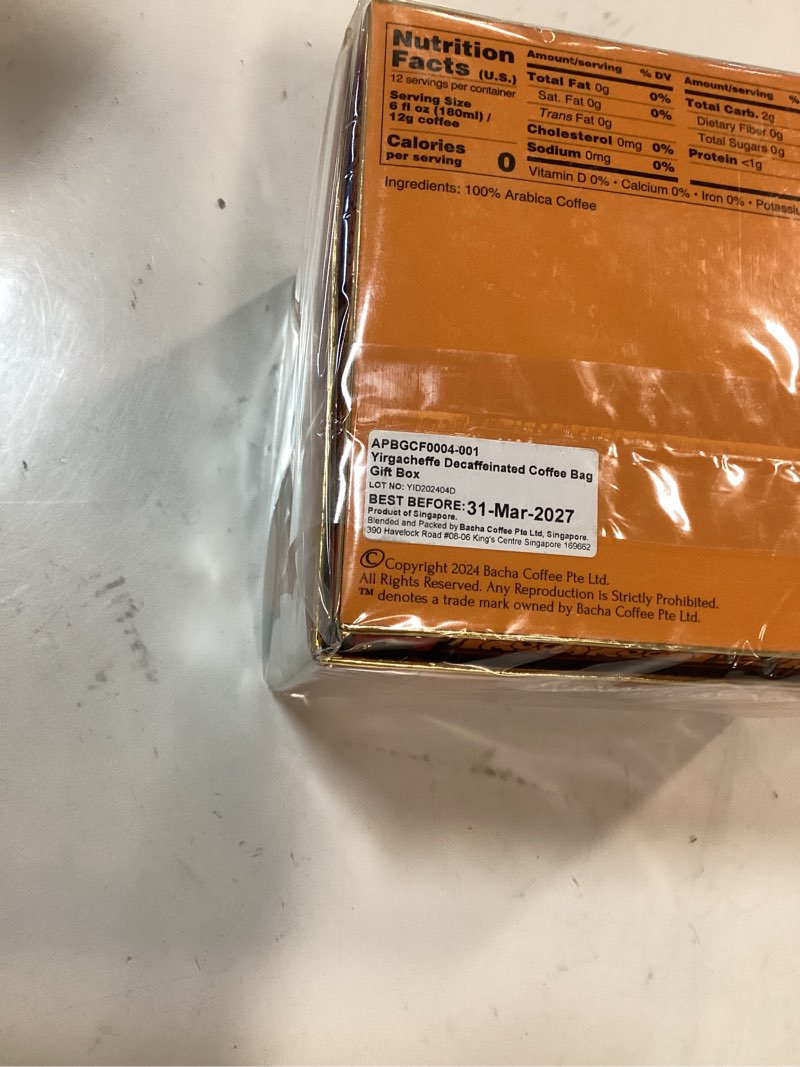 Nutrition
Facts (U.S.)
12 servings per container
Serving Size
6 fl oz (180ml) /
12g coffee
Calories
per serving 0
Amount/serving % DV
Total Fat 0g 0%
Sat. Fat 0g 0%
Trans Fat 0g
Cholesterol 0mg 0%
Sodium 0mg 0%
Amount/serving %
Total Carb. 2g
Dietary Fiber 0g
Total Sugars 0g
Protein <1g
Vitamin D 0% • Calcium 0% • Iron 0% •
Ingredients: 100% Arabica Coffee
APBGCF0004-001
Yirgacheffe Decaffeinated Coffee Bag
Gift Box
LOT NO: YID202404D
BEST BEFORE: 31-Mar-2027
Product of Singapore.
Blended and Packed by Bacha Coffee Pte Ltd, Singapore.
390 Havelock Road #08-06 King's Centre Singapore 169662
© Copyright 2024 Bacha Coffee Pte Ltd.
All Rights Reserved. Any Reproduction is Strictly Prohibited.
™ denotes a trade mark owned by Bacha Coffee Pte Ltd.